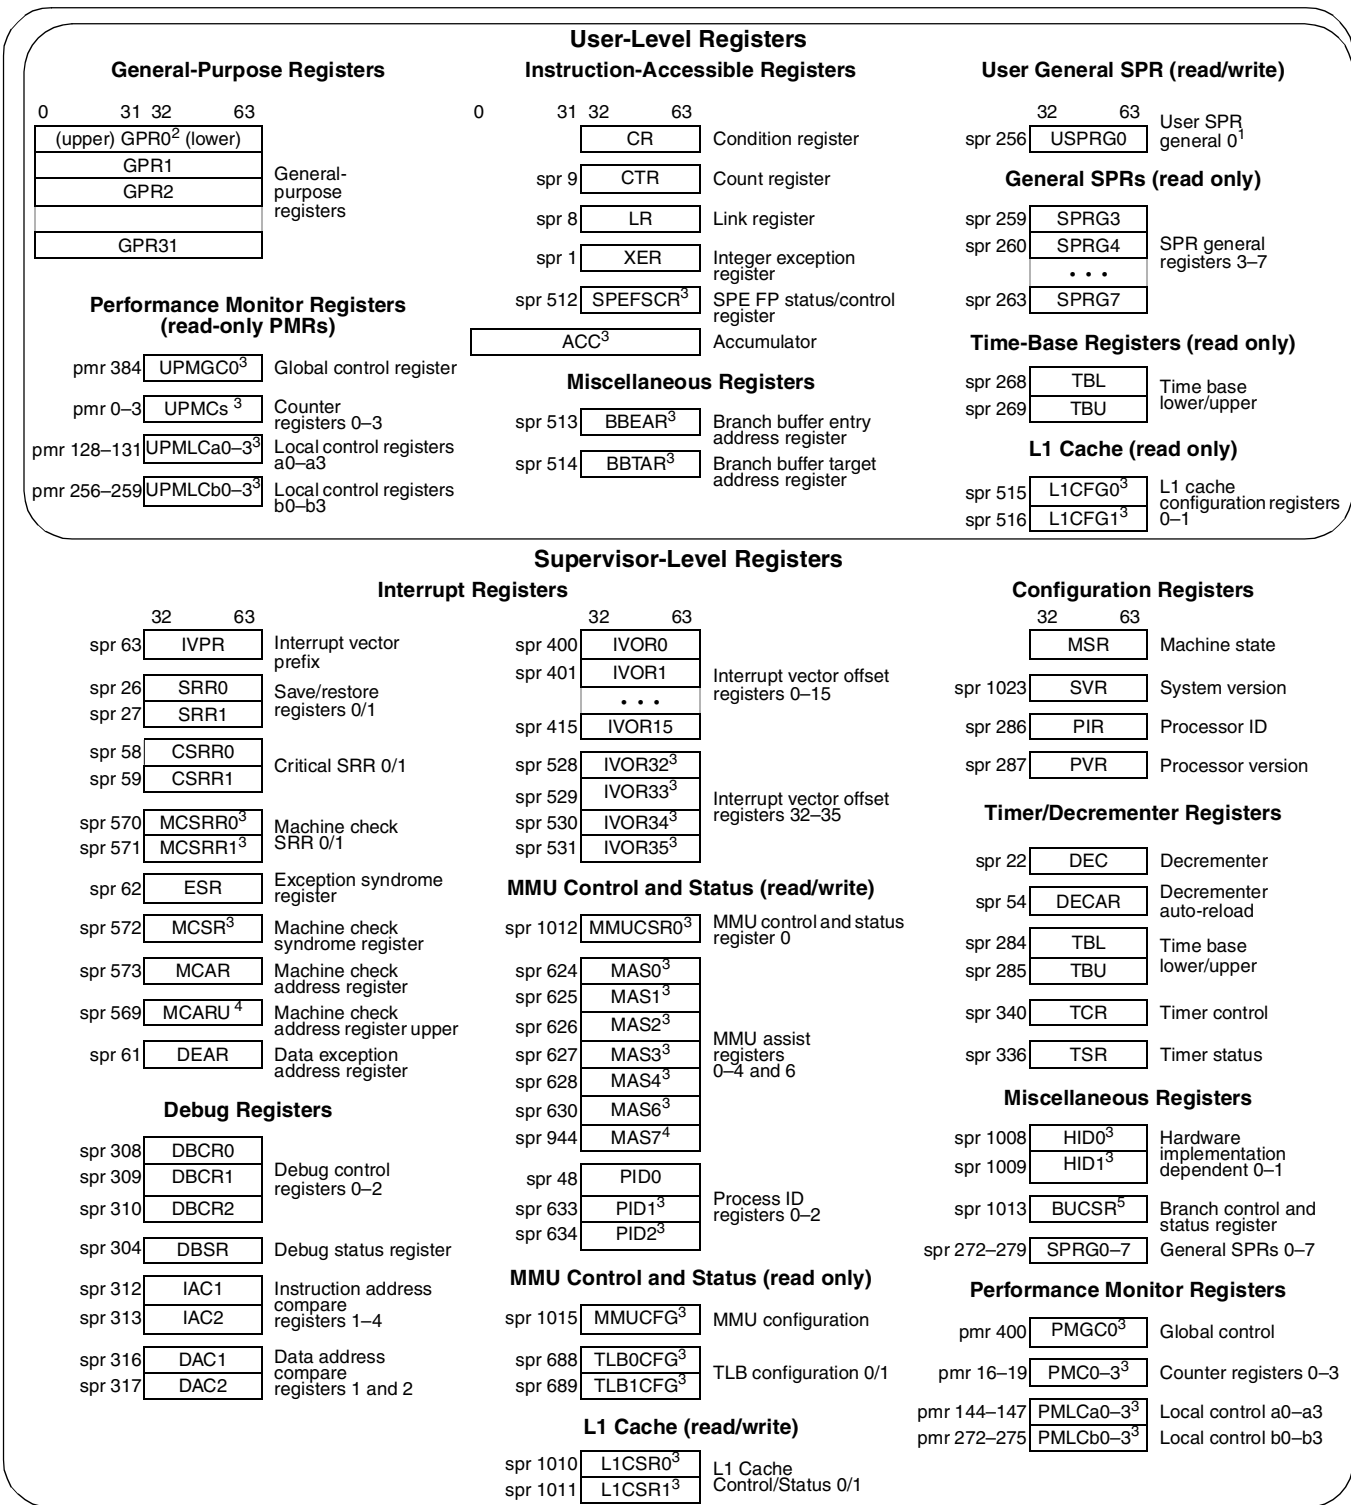 User-Level Registers
General-Purpose Registers
0 31 32 63
(upper) GPR0² (lower)
GPR1
GPR2
GPR31
General-
purpose
registers
Performance Monitor Registers
(read-only PMRs)
pmr 384 UPMGC0³ Global control register
pmr 0–3 UPMCs ³ Counter
registers 0–3
pmr 128–131 UPMLCa0–3³ Local control registers
a0–a3
pmr 256–259 UPMLCb0–3³ Local control registers
b0–b3
Instruction-Accessible Registers
0 31 32 63
CR Condition register
spr 9 CTR Count register
spr 8 LR Link register
spr 1 XER Integer exception
register
spr 512 SPEFSCR³ SPE FP status/control
register
ACC³ Accumulator
Miscellaneous Registers
spr 513 BBEAR³ Branch buffer entry
address register
spr 514 BBTAR³ Branch buffer target
address register
User General SPR (read/write)
32 63
spr 256 USPRG0 User SPR
general 0¹
General SPRs (read only)
spr 259 SPRG3
spr 260 SPRG4
• • •
spr 263 SPRG7
SPR general
registers 3–7
Time-Base Registers (read only)
spr 268 TBL
spr 269 TBU
Time base
lower/upper
L1 Cache (read only)
spr 515 L1CFG0³
spr 516 L1CFG1³
L1 cache
configuration registers
0–1
Supervisor-Level Registers
Interrupt Registers
32 63
spr 63 IVPR Interrupt vector
prefix
spr 26 SRR0
spr 27 SRR1
Save/restore
registers 0/1
spr 58 CSRR0
spr 59 CSRR1
Critical SRR 0/1
spr 570 MCSRR0³
spr 571 MCSRR1³
Machine check
SRR 0/1
spr 62 ESR Exception syndrome
register
spr 572 MCSR³ Machine check
syndrome register
spr 573 MCAR Machine check
address register
spr 569 MCARU ⁴ Machine check
address register upper
spr 61 DEAR Data exception
address register
Debug Registers
spr 308 DBCR0
spr 309 DBCR1
spr 310 DBCR2
Debug control
registers 0–2
spr 304 DBSR Debug status register
spr 312 IAC1
spr 313 IAC2
Instruction address
compare
registers 1–4
spr 316 DAC1
spr 317 DAC2
Data address
compare
registers 1 and 2
32 63
spr 400 IVOR0
spr 401 IVOR1
• • •
spr 415 IVOR15
Interrupt vector offset
registers 0–15
spr 528 IVOR32³
spr 529 IVOR33³
spr 530 IVOR34³
spr 531 IVOR35³
Interrupt vector offset
registers 32–35
MMU Control and Status (read/write)
spr 1012 MMUCSR0³ MMU control and status
register 0
spr 624 MAS0³
spr 625 MAS1³
spr 626 MAS2³
spr 627 MAS3³
spr 628 MAS4³
spr 630 MAS6³
spr 944 MAS7⁴
MMU assist
registers
0–4 and 6
spr 48 PID0
spr 633 PID1³
spr 634 PID2³
Process ID
registers 0–2
MMU Control and Status (read only)
spr 1015 MMUCFG³ MMU configuration
spr 688 TLB0CFG³
spr 689 TLB1CFG³
TLB configuration 0/1
L1 Cache (read/write)
spr 1010 L1CSR0³
spr 1011 L1CSR1³
L1 Cache
Control/Status 0/1
Configuration Registers
32 63
MSR Machine state
spr 1023 SVR System version
spr 286 PIR Processor ID
spr 287 PVR Processor version
Timer/Decrementer Registers
spr 22 DEC Decrementer
spr 54 DECAR Decrementer
auto-reload
spr 284 TBL
spr 285 TBU
Time base
lower/upper
spr 340 TCR Timer control
spr 336 TSR Timer status
Miscellaneous Registers
spr 1008 HID0³
spr 1009 HID1³
Hardware
implementation
dependent 0–1
spr 1013 BUCSR⁵ Branch control and
status register
spr 272–279 SPRG0–7 General SPRs 0–7
Performance Monitor Registers
pmr 400 PMGC0³ Global control
pmr 16–19 PMC0–3³ Counter registers 0–3
pmr 144–147 PMLCa0–3³ Local control a0–a3
pmr 272–275 PMLCb0–3³ Local control b0–b3